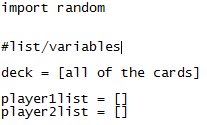 import random
#list/variables
deck = [all of the cards]
player1list = []
player2list = []